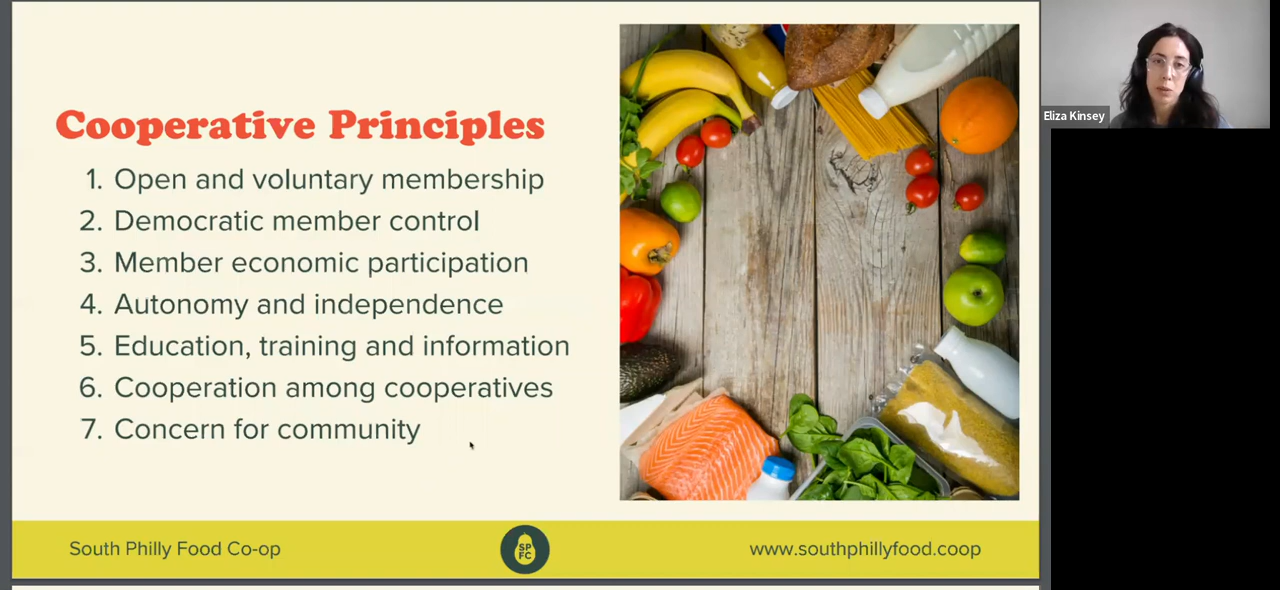 Cooperative Principles
1. Open and voluntary membership
2. Democratic member control
3. Member economic participation
4. Autonomy and independence
5. Education, training and information
6. Cooperation among cooperatives
7. Concern for community
South Philly Food Co-op
SP
FC
www.southphillyfood.coop
Eliza Kinsey